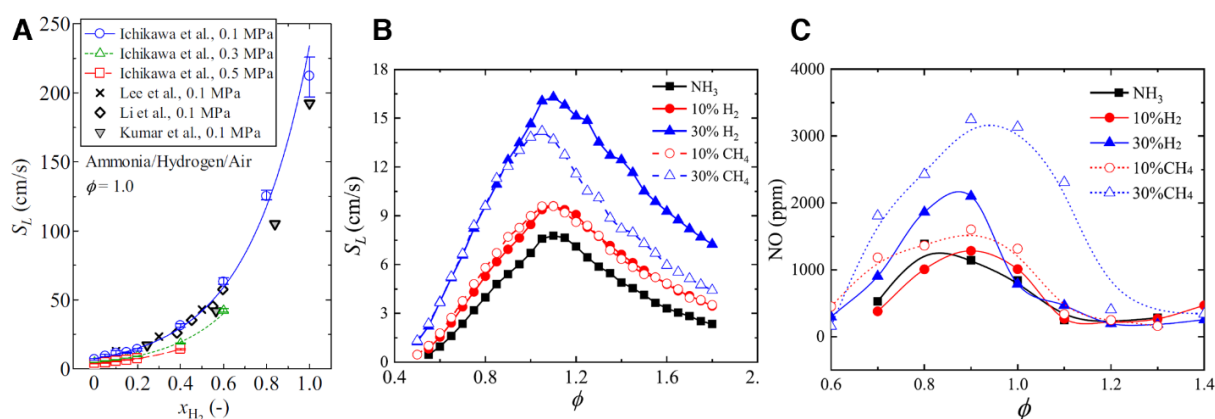 A
250
200
150
100
50
0
S_L (cm/s)
Ichikawa et al., 0.1 MPa
Ichikawa et al., 0.3 MPa
Ichikawa et al., 0.5 MPa
Lee et al., 0.1 MPa
Li et al., 0.1 MPa
Kumar et al., 0.1 MPa
Ammonia/Hydrogen/Air
ϕ = 1.0
0 0.2 0.4 0.6 0.8 1.0
x_H₂ (-)
B
18
15
12
9
6
3
0
S_L (cm/s)
NH₃
10% H₂
30% H₂
10% CH₄
30% CH₄
0.4 0.8 1.2 1.6 2.
ϕ
C
4000
3000
2000
1000
0
NO (ppm)
NH₃
10%H₂
30%H₂
10%CH₄
30%CH₄
0.6 0.8 1.0 1.2 1.4
ϕ